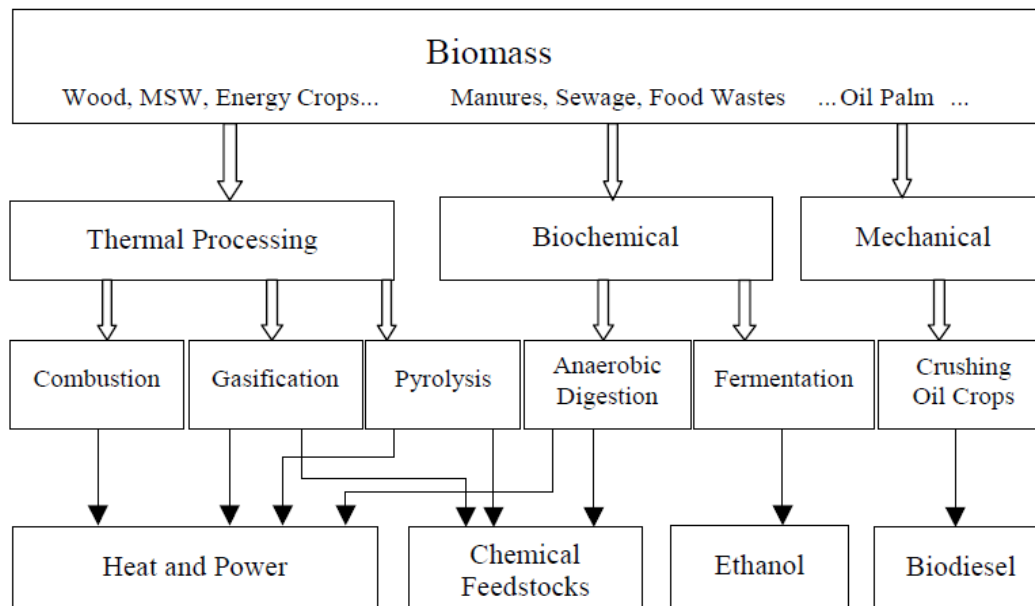 Biomass
Wood, MSW, Energy Crops... Manures, Sewage, Food Wastes ... Oil Palm ...
Thermal Processing
Biochemical
Mechanical
Combustion
Gasification
Pyrolysis
Anaerobic
Digestion
Fermentation
Crushing
Oil Crops
Heat and Power
Chemical
Feedstocks
Ethanol
Biodiesel